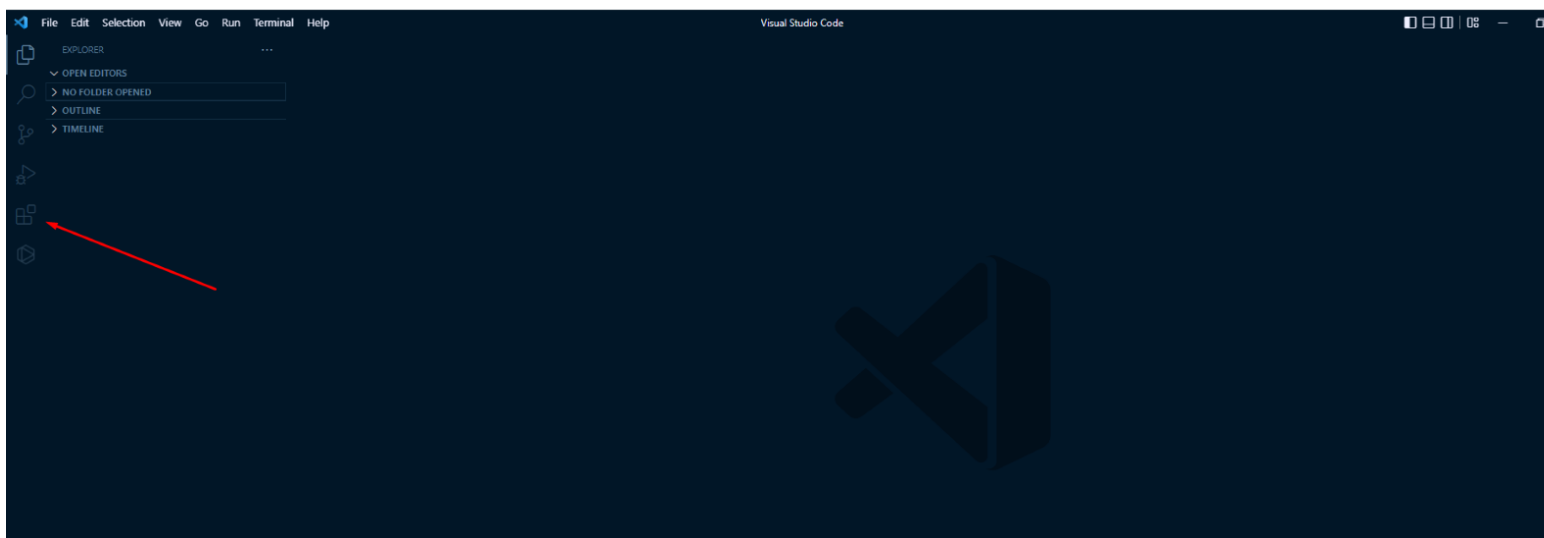 File Edit Selection View Go Run Terminal Help
Visual Studio Code
EXPLORER
OPEN EDITORS
NO FOLDER OPENED
OUTLINE
TIMELINE